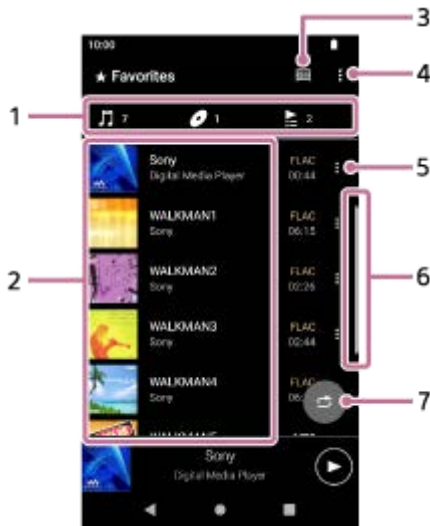 3
10:00
★ Favorites
4
1
7
1
2
Sony
Digital Media Player
FLAC
00:44
5
WALKMAN1
Sony
FLAC
06:15
2
WALKMAN2
Sony
FLAC
02:26
6
WALKMAN3
Sony
FLAC
02:44
WALKMAN4
Sony
FLAC
06:
7
Sony
Digital Media Player